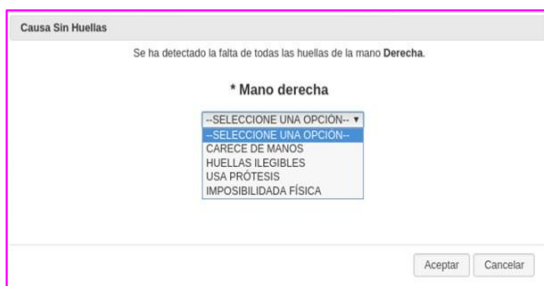 Causa Sin Huellas
Se ha detectado la falta de todas las huellas de la mano Derecha.
* Mano derecha
--SELECCIONE UNA OPCIÓN-- ▼
--SELECCIONE UNA OPCIÓN--
CARECE DE MANOS
HUELLAS ILEGIBLES
USA PRÓTESIS
IMPOSIBILIDADA FÍSICA
Aceptar Cancelar